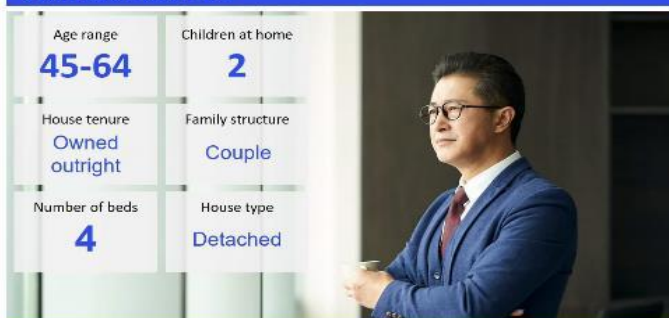 Age range
45-64
Children at home
2
House tenure
Owned
outright
Family structure
Couple
Number of beds
4
House type
Detached